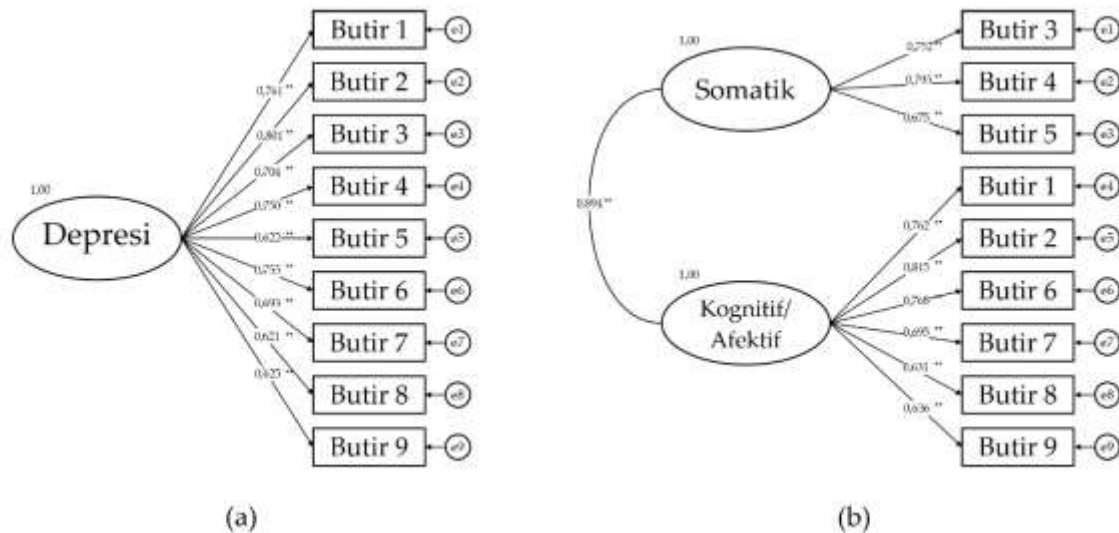 Butir 1
e1
Butir 2
e2
Butir 3
e3
Butir 4
e4
Butir 5
e5
Butir 6
e6
Butir 7
e7
Butir 8
e8
Butir 9
e9
1,00
Depresi
0,761 **
0,801 **
0,704 **
0,750 **
0,622 **
0,753 **
0,693 **
0,621 **
0,625 **
(a)
1,00
Somatik
0,752 **
0,675 **
Butir 3
e1
Butir 4
e2
Butir 5
e3
0,894 **
1,00
Kognitif/
Afektif
0,762 **
0,815 **
0,768 **
0,695 **
0,631 **
0,636 **
Butir 1
e4
Butir 2
e5
Butir 6
e6
Butir 7
e7
Butir 8
e8
Butir 9
e9
(b)